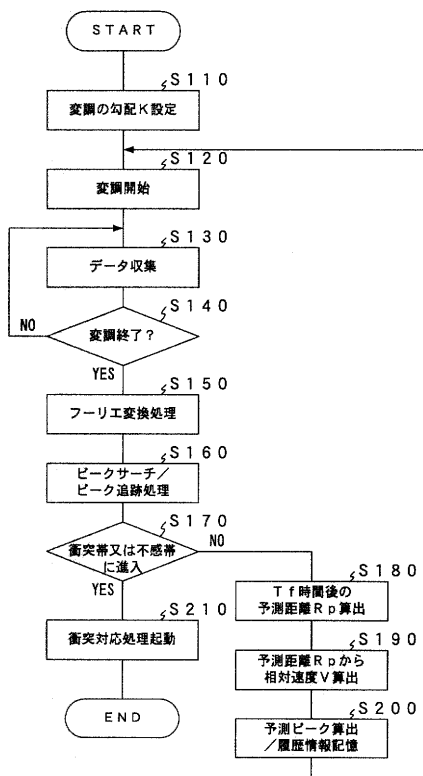 START
S110
変調の勾配K設定
S120
変調開始
S130
データ収集
S140
変調終了?
NO
YES
S150
フーリエ変換処理
S160
ピークサーチ/
ピーク追跡処理
S170
衝突帯又は不感帯
に進入
NO
YES
S180
Tf時間後の
予測距離Rp算出
S210
衝突対応処理起動
S190
予測距離Rpから
相対速度V算出
END
S200
予測ピーク算出
/履歴情報記憶